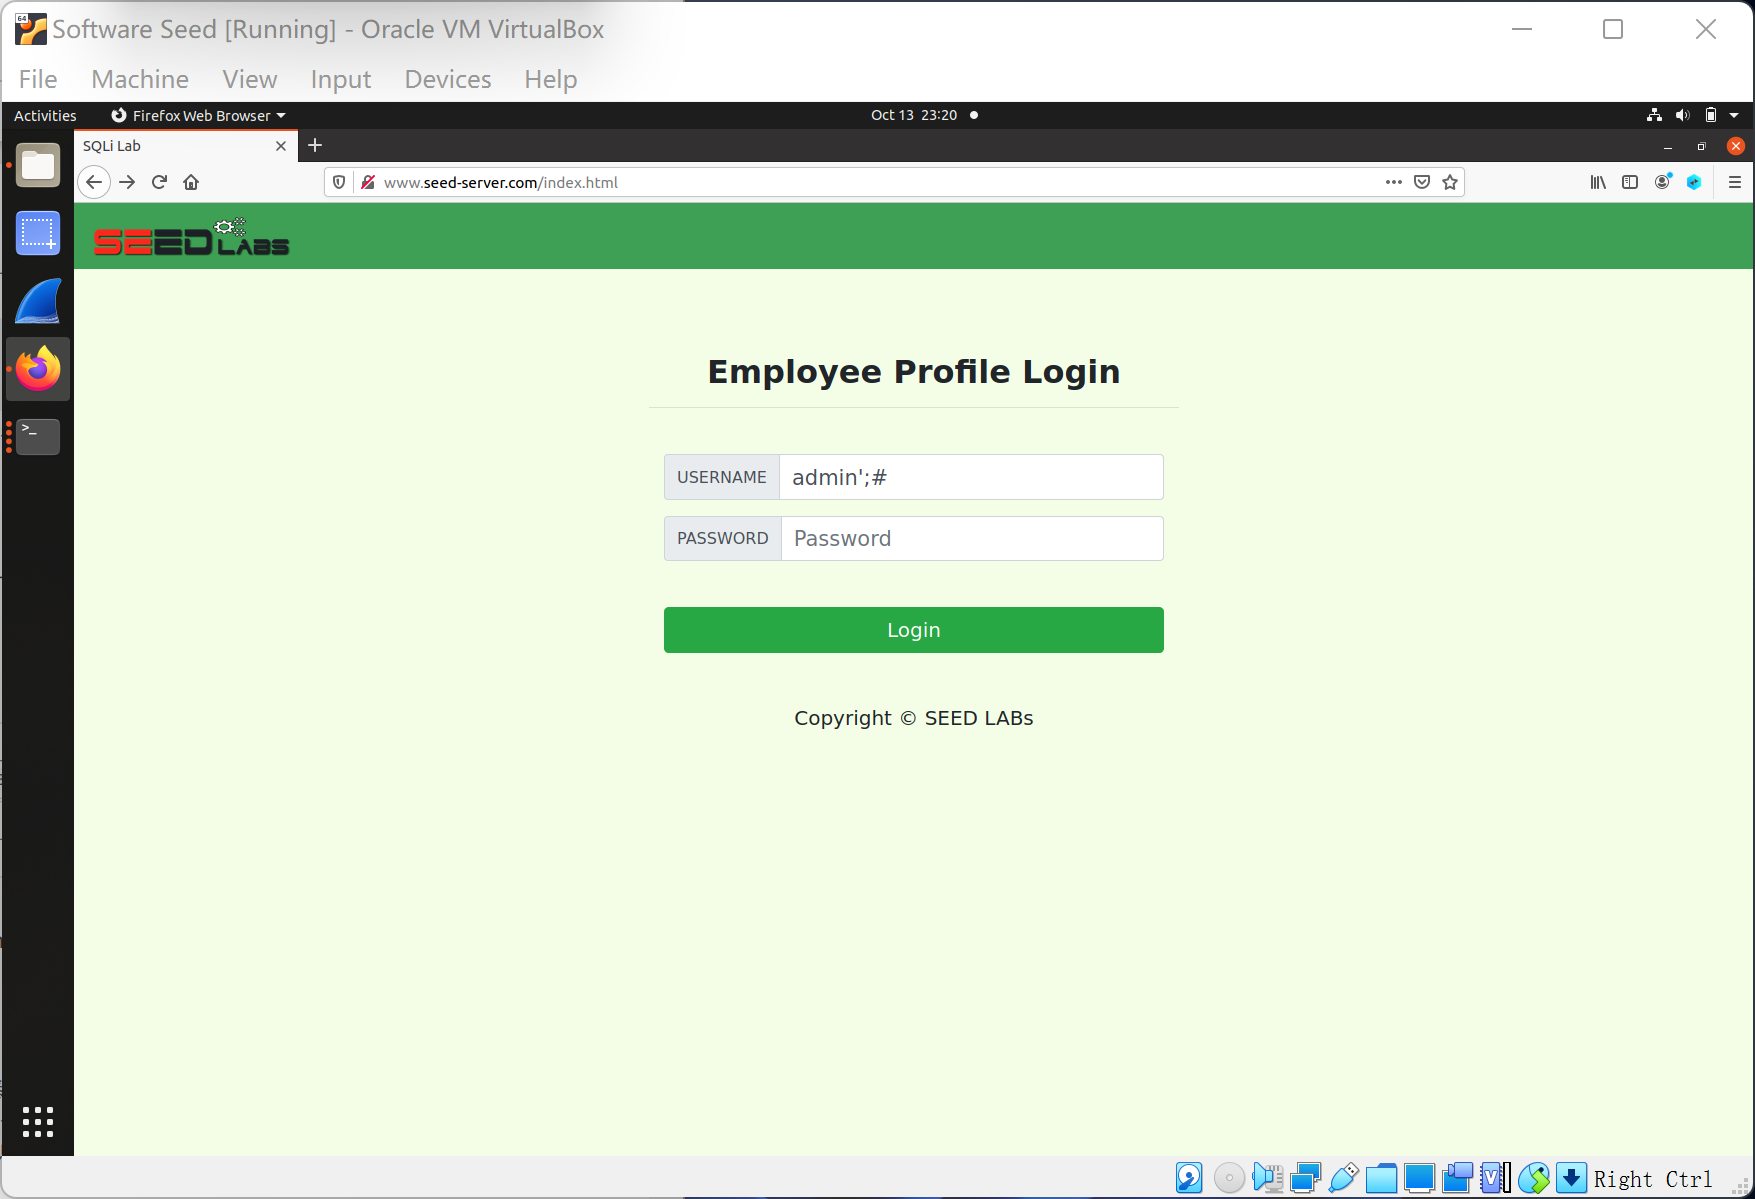 Software Seed [Running] - Oracle VM VirtualBox
File Machine View Input Devices Help
Activities Firefox Web Browser Oct 13 23:20
SQLi Lab
www.seed-server.com/index.html
SEED LABS
Employee Profile Login
USERNAME admin';#
PASSWORD Password
Login
Copyright © SEED LABs
Right Ctrl